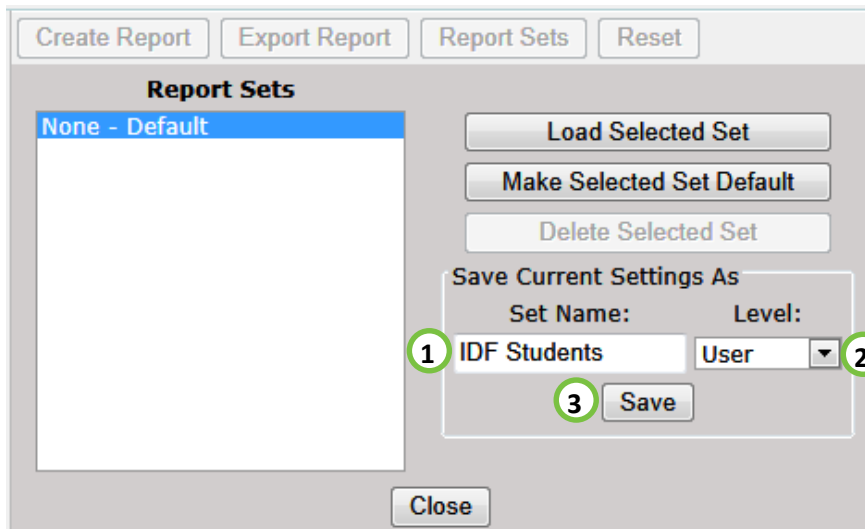 Create Report Export Report Report Sets Reset
Report Sets
None - Default
Load Selected Set
Make Selected Set Default
Delete Selected Set
Save Current Settings As
Set Name: Level:
1 IDF Students User 2
3 Save
Close